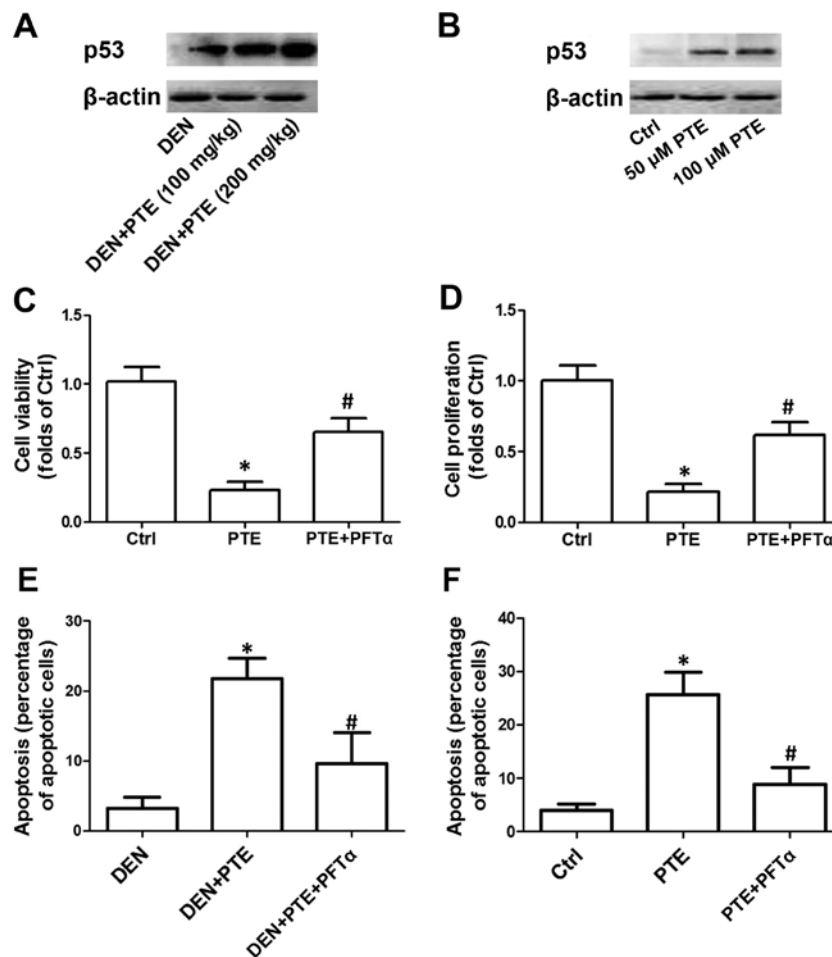 A
p53
β-actin
DEN
DEN+PTE (100 mg/kg)
DEN+PTE (200 mg/kg)
B
p53
β-actin
Ctrl
50 µM PTE
100 µM PTE
C
Cell viability
(folds of Ctrl)
1.5
1.0
0.5
0.0
*
#
Ctrl PTE PTE+PFTα
D
Cell proliferation
(folds of Ctrl)
1.5
1.0
0.5
0.0
*
#
Ctrl PTE PTE+PFTα
E
Apoptosis (percentage
of apoptotic cells)
30
20
10
0
*
#
DEN
DEN+PTE
DEN+PTE+PFTα
F
Apoptosis (percentage
of apoptotic cells)
40
30
20
10
0
*
#
Ctrl
PTE
PTE+PFTα